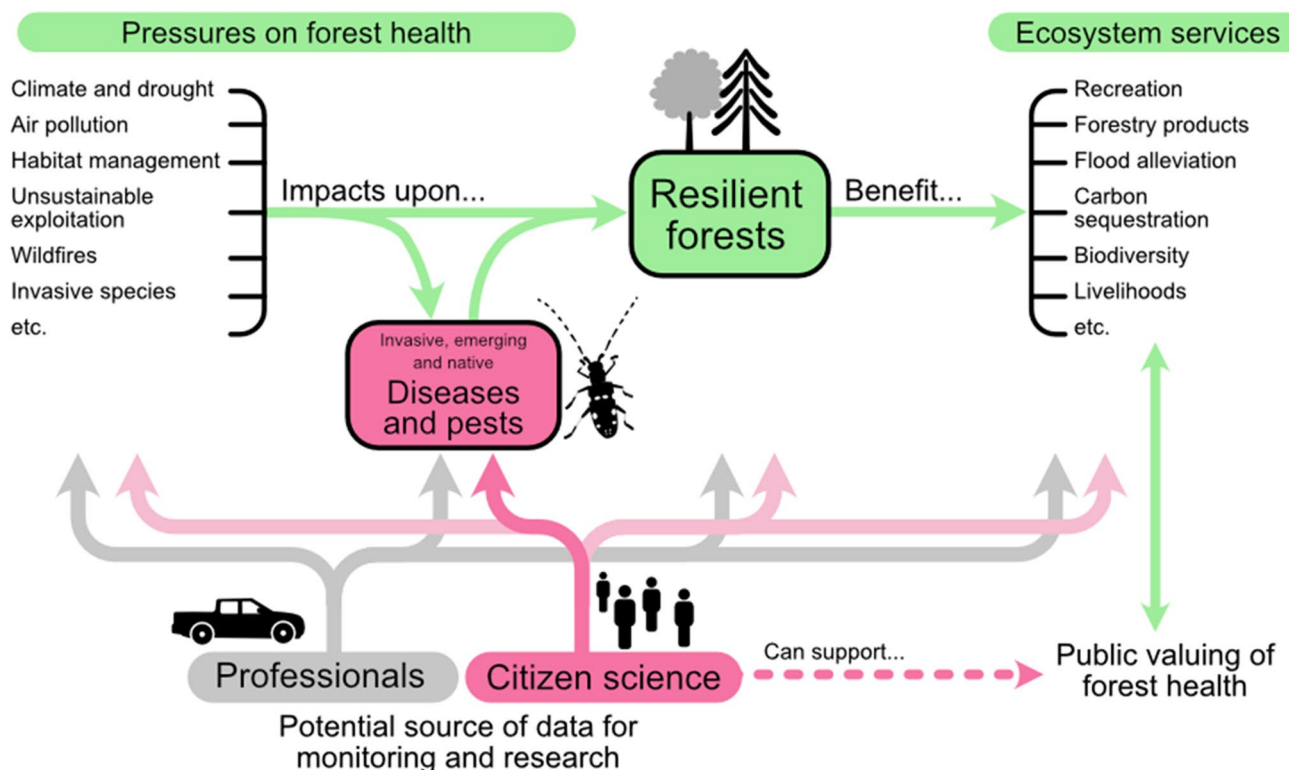 Pressures on forest health
Climate and drought
Air pollution
Habitat management
Unsustainable
exploitation
Wildfires
Invasive species
etc.
Impacts upon...
Resilient
forests
Benefit...
Ecosystem services
Recreation
Forestry products
Flood alleviation
Carbon
sequestration
Biodiversity
Livelihoods
etc.
Invasive, emerging
and native
Diseases
and pests
Professionals
Citizen science
Can support...
Public valuing of
forest health
Potential source of data for
monitoring and research